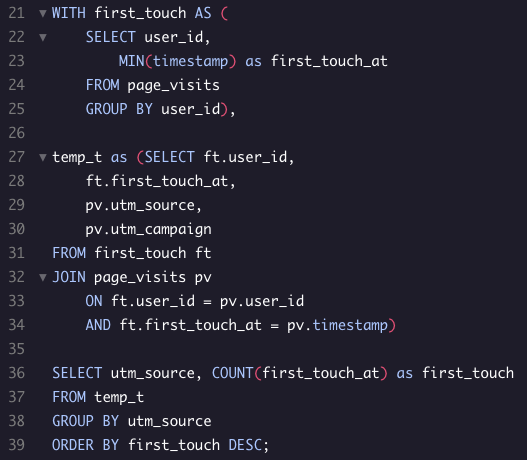 21 ▼ WITH first_touch AS (
22 ▼     SELECT user_id,
23         MIN(timestamp) as first_touch_at
24     FROM page_visits
25     GROUP BY user_id),
26
27 ▼ temp_t as (SELECT ft.user_id,
28     ft.first_touch_at,
29     pv.utm_source,
30     pv.utm_campaign
31 FROM first_touch ft
32 ▼ JOIN page_visits pv
33     ON ft.user_id = pv.user_id
34     AND ft.first_touch_at = pv.timestamp)
35
36 SELECT utm_source, COUNT(first_touch_at) as first_touch
37 FROM temp_t
38 GROUP BY utm_source
39 ORDER BY first_touch DESC;